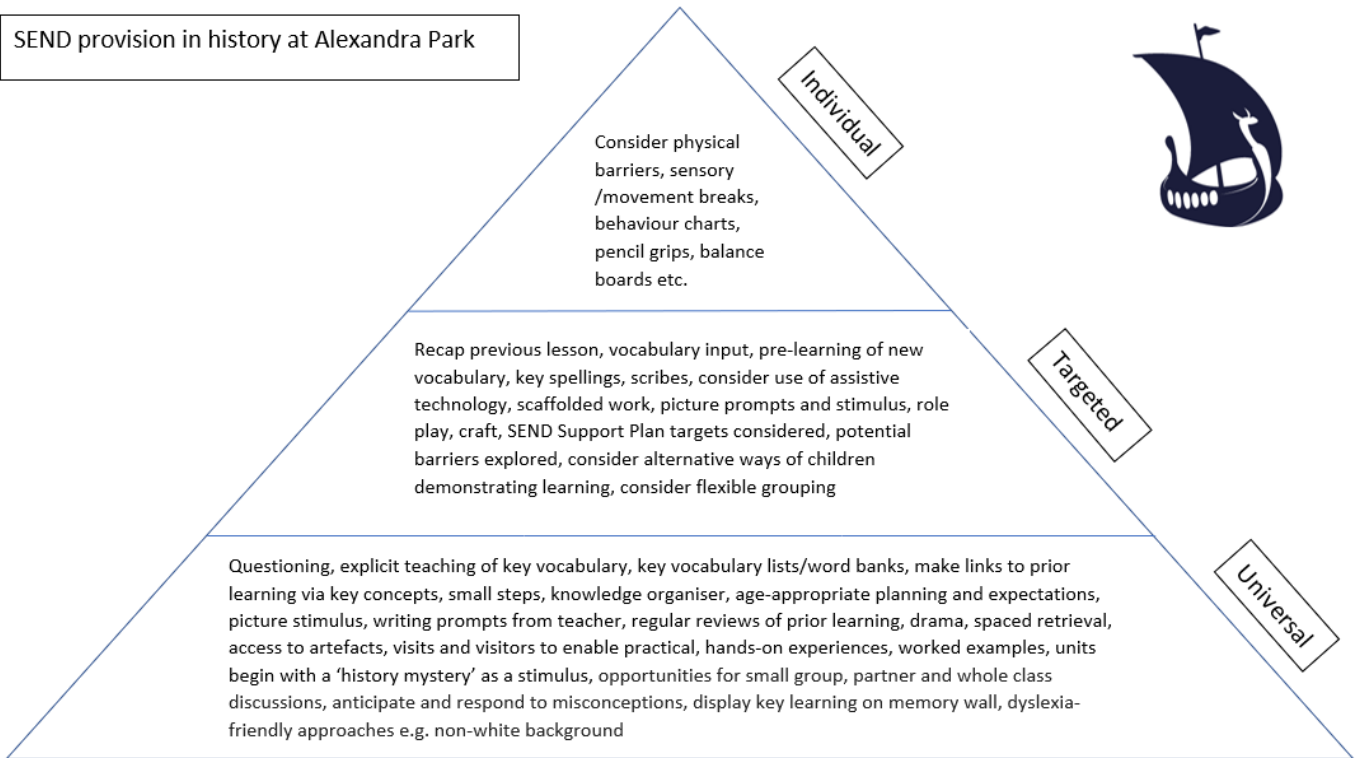 SEND provision in history at Alexandra Park
Individual
Consider physical
barriers, sensory
/movement breaks,
behaviour charts,
pencil grips, balance
boards etc.
Targeted
Recap previous lesson, vocabulary input, pre-learning of new
vocabulary, key spellings, scribes, consider use of assistive
technology, scaffolded work, picture prompts and stimulus, role
play, craft, SEND Support Plan targets considered, potential
barriers explored, consider alternative ways of children
demonstrating learning, consider flexible grouping
Universal
Questioning, explicit teaching of key vocabulary, key vocabulary lists/word banks, make links to prior
learning via key concepts, small steps, knowledge organiser, age-appropriate planning and expectations,
picture stimulus, writing prompts from teacher, regular reviews of prior learning, drama, spaced retrieval,
access to artefacts, visits and visitors to enable practical, hands-on experiences, worked examples, units
begin with a ‘history mystery’ as a stimulus, opportunities for small group, partner and whole class
discussions, anticipate and respond to misconceptions, display key learning on memory wall, dyslexia-
friendly approaches e.g. non-white background